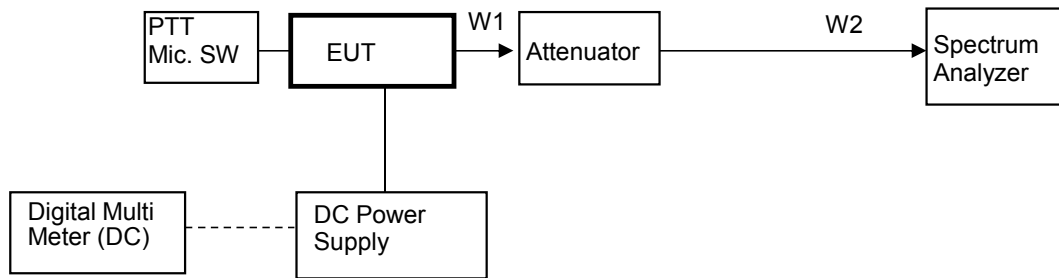 PTT
Mic. SW
EUT
W1
Attenuator
W2
Spectrum
Analyzer
Digital Multi
Meter (DC)
DC Power
Supply